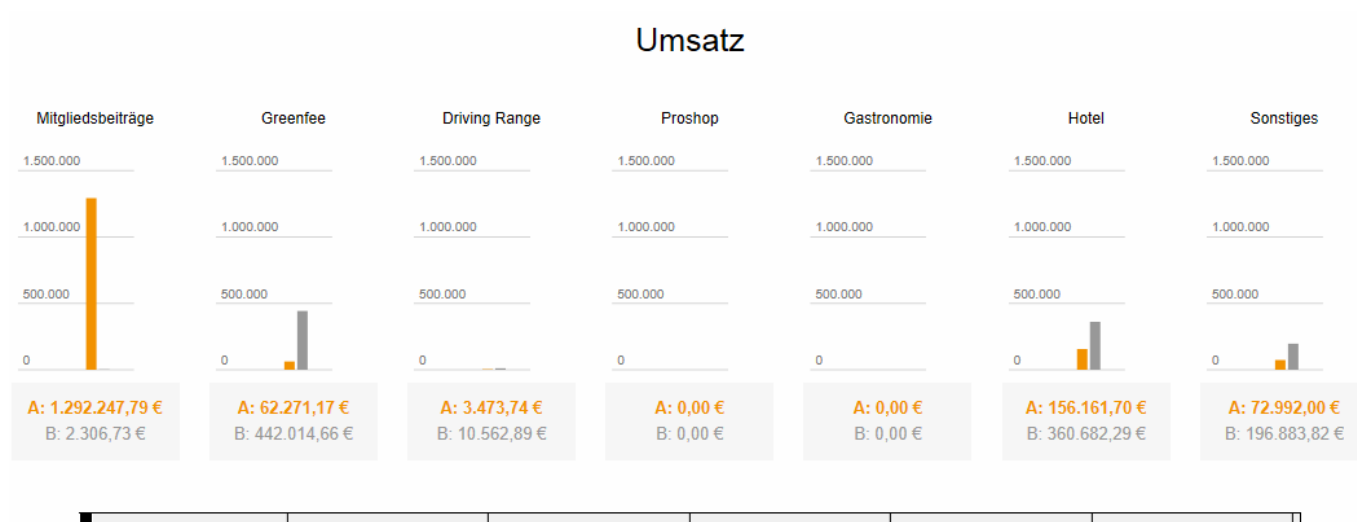 Umsatz
Mitgliedsbeiträge Greenfee Driving Range Proshop Gastronomie Hotel Sonstiges
1.500.000 1.500.000 1.500.000 1.500.000 1.500.000 1.500.000 1.500.000
1.000.000 1.000.000 1.000.000 1.000.000 1.000.000 1.000.000 1.000.000
500.000 500.000 500.000 500.000 500.000 500.000 500.000
0 0 0 0 0 0 0
A: 1.292.247,79 € A: 62.271,17 € A: 3.473,74 € A: 0,00 € A: 0,00 € A: 156.161,70 € A: 72.992,00 €
B: 2.306,73 € B: 442.014,66 € B: 10.562,89 € B: 0,00 € B: 0,00 € B: 360.682,29 € B: 196.883,82 €